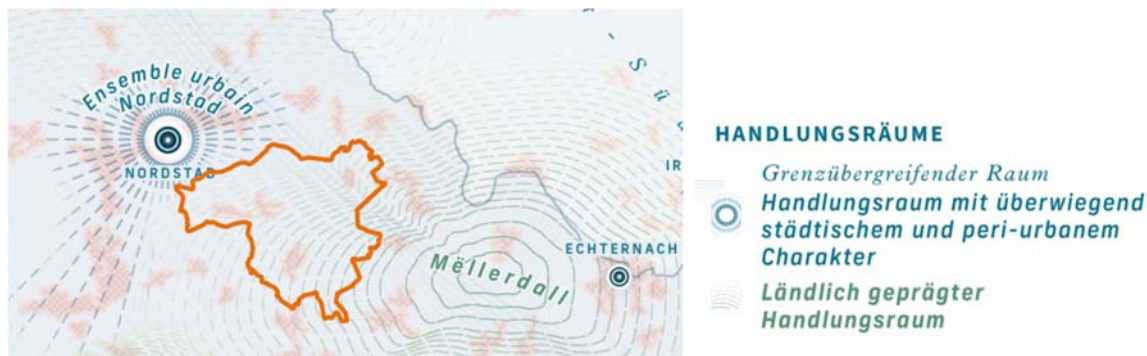 Ensemble urbain
Nordstad
NORDSTAD
- S ü
IR
ECHTERNACH
Mëllerdall
HANDLUNGSRÄUME
Grenzübergreifender Raum
Handlungsraum mit überwiegend
städtischem und peri-urbanem
Charakter
Ländlich geprägter
Handlungsraum